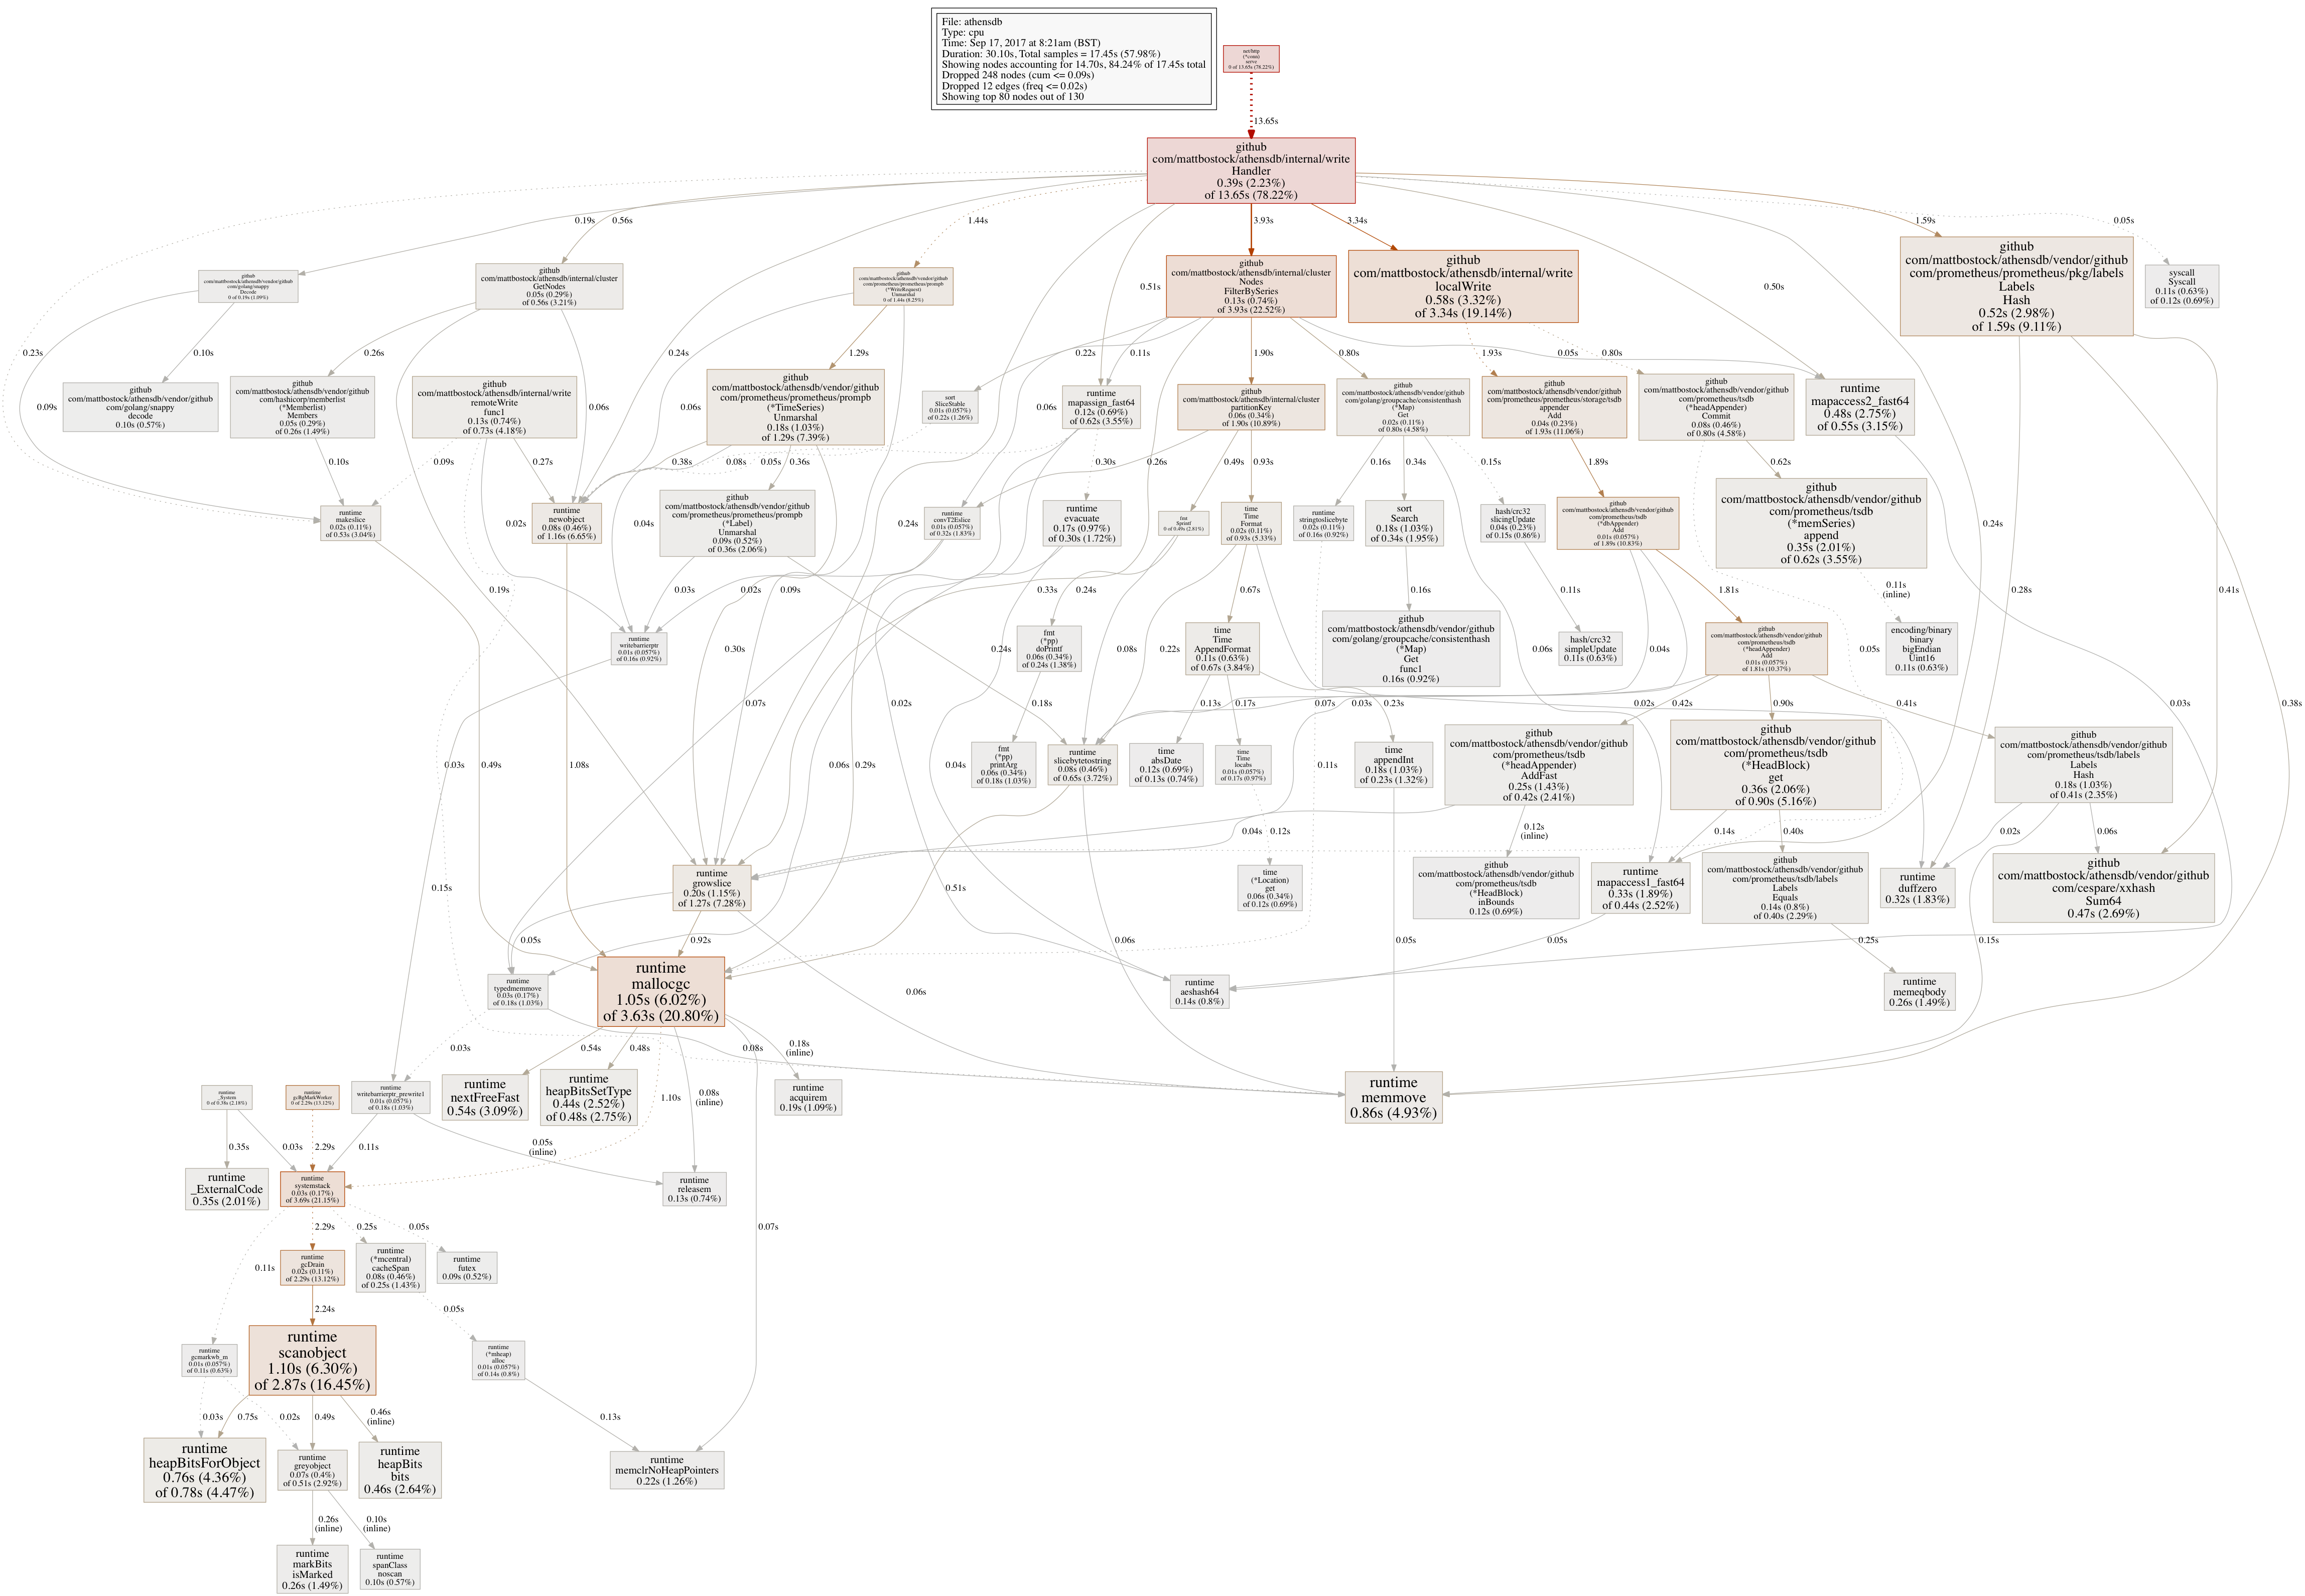 File: athensdb
Type: cpu
Time: Sep 17, 2017 at 8:21am (BST)
Duration: 30.10s, Total samples = 17.45s (57.98%)
Showing nodes accounting for 14.70s, 84.24% of 17.45s total
Dropped 248 nodes (cum <= 0.09s)
Dropped 12 edges (freq <= 0.02s)
Showing top 80 nodes out of 130
net/http
(*conn)
serve
0 of 13.65s (78.22%)
13.65s
github
com/mattbostock/athensdb/internal/write
Handler
0.39s (2.23%)
of 13.65s (78.22%)
0.19s
0.56s
1.44s
3.93s
3.34s
1.59s
0.05s
github
com/mattbostock/athensdb/vendor/github
com/golang/snappy
Decode
0 of 0.19s (1.09%)
github
com/mattbostock/athensdb/internal/cluster
GetNodes
0.05s (0.29%)
of 0.56s (3.21%)
github
com/mattbostock/athensdb/vendor/github
com/prometheus/prometheus/prompb
(*WriteRequest)
Unmarshal
0 of 1.44s (8.25%)
0.51s
github
com/mattbostock/athensdb/internal/cluster
Nodes
FilterBySeries
0.13s (0.74%)
of 3.93s (22.52%)
github
com/mattbostock/athensdb/internal/write
localWrite
0.58s (3.32%)
of 3.34s (19.14%)
0.50s
github
com/mattbostock/athensdb/vendor/github
com/prometheus/prometheus/pkg/labels
Labels
Hash
0.52s (2.98%)
of 1.59s (9.11%)
syscall
Syscall
0.11s (0.63%)
of 0.12s (0.69%)
0.23s
0.10s
0.26s
0.24s
1.29s
0.22s
0.11s
1.90s
0.80s
0.05s
1.93s
0.80s
0.09s
github
com/mattbostock/athensdb/vendor/github
com/golang/snappy
decode
0.10s (0.57%)
github
com/mattbostock/athensdb/vendor/github
com/hashicorp/memberlist
(*Memberlist)
Members
0.05s (0.29%)
of 0.26s (1.49%)
github
com/mattbostock/athensdb/internal/write
remoteWrite
func1
0.13s (0.74%)
of 0.73s (4.18%)
0.06s
0.06s
github
com/mattbostock/athensdb/vendor/github
com/prometheus/prometheus/prompb
(*TimeSeries)
Unmarshal
0.18s (1.03%)
of 1.29s (7.39%)
sort
SliceStable
0.01s (0.057%)
of 0.22s (1.26%)
0.06s
runtime
mapassign_fast64
0.12s (0.69%)
of 0.62s (3.55%)
github
com/mattbostock/athensdb/internal/cluster
partitionKey
0.06s (0.34%)
of 1.90s (10.89%)
github
com/mattbostock/athensdb/vendor/github
com/golang/groupcache/consistenthash
(*Map)
Get
0.02s (0.11%)
of 0.80s (4.58%)
github
com/mattbostock/athensdb/vendor/github
com/prometheus/prometheus/storage/tsdb
appender
Add
0.04s (0.23%)
of 1.93s (11.06%)
github
com/mattbostock/athensdb/vendor/github
com/prometheus/tsdb
(*headAppender)
Commit
0.08s (0.46%)
of 0.80s (4.58%)
runtime
mapaccess2_fast64
0.48s (2.75%)
of 0.55s (3.15%)
0.10s
0.09s
0.27s
0.38s
0.08s
0.05s
0.36s
0.30s
0.26s
0.49s
0.93s
0.16s
0.34s
0.15s
1.89s
0.62s
runtime
makeslice
0.02s (0.11%)
of 0.53s (3.04%)
0.02s
runtime
newobject
0.08s (0.46%)
of 1.16s (6.65%)
0.04s
github
com/mattbostock/athensdb/vendor/github
com/prometheus/prometheus/prompb
(*Label)
Unmarshal
0.09s (0.52%)
of 0.36s (2.06%)
0.24s
runtime
convT2Eslice
0.01s (0.057%)
of 0.32s (1.83%)
runtime
evacuate
0.17s (0.97%)
of 0.30s (1.72%)
fmt
Sprintf
0 of 0.49s (2.81%)
time
Time
Format
0.02s (0.11%)
of 0.93s (5.33%)
runtime
stringtoslicebyte
0.02s (0.11%)
of 0.16s (0.92%)
sort
Search
0.18s (1.03%)
of 0.34s (1.95%)
hash/crc32
slicingUpdate
0.04s (0.23%)
of 0.15s (0.86%)
github
com/mattbostock/athensdb/vendor/github
com/prometheus/tsdb
(*dbAppender)
Add
0.01s (0.057%)
of 1.89s (10.83%)
github
com/mattbostock/athensdb/vendor/github
com/prometheus/tsdb
(*memSeries)
append
0.35s (2.01%)
of 0.62s (3.55%)
0.24s
0.19s
0.03s
0.02s
0.09s
0.33s
0.24s
0.67s
0.16s
0.11s
1.81s
0.11s
(inline)
0.28s
0.41s
runtime
writebarrierptr
0.01s (0.057%)
of 0.16s (0.92%)
0.30s
0.24s
fmt
(*pp)
doPrintf
0.06s (0.34%)
of 0.24s (1.38%)
0.08s
0.22s
time
Time
AppendFormat
0.11s (0.63%)
of 0.67s (3.84%)
github
com/mattbostock/athensdb/vendor/github
com/golang/groupcache/consistenthash
(*Map)
Get
func1
0.16s (0.92%)
0.06s
hash/crc32
simpleUpdate
0.11s (0.63%)
0.04s
github
com/mattbostock/athensdb/vendor/github
com/prometheus/tsdb
(*headAppender)
Add
0.01s (0.057%)
of 1.81s (10.37%)
0.05s
encoding/binary
binary
bigEndian
Uint16
0.11s (0.63%)
0.07s
0.02s
0.18s
0.13s
0.17s
0.07s
0.03s
0.23s
0.02s
0.42s
0.90s
0.41s
0.03s
0.38s
0.03s
0.49s
1.08s
0.06s
0.29s
0.04s
fmt
(*pp)
printArg
0.06s (0.34%)
of 0.18s (1.03%)
runtime
slicebytetostring
0.08s (0.46%)
of 0.65s (3.72%)
time
absDate
0.12s (0.69%)
of 0.13s (0.74%)
time
Time
locabs
0.01s (0.057%)
of 0.17s (0.97%)
0.11s
time
appendInt
0.18s (1.03%)
of 0.23s (1.32%)
github
com/mattbostock/athensdb/vendor/github
com/prometheus/tsdb
(*headAppender)
AddFast
0.25s (1.43%)
of 0.42s (2.41%)
github
com/mattbostock/athensdb/vendor/github
com/prometheus/tsdb
(*HeadBlock)
get
0.36s (2.06%)
of 0.90s (5.16%)
github
com/mattbostock/athensdb/vendor/github
com/prometheus/tsdb/labels
Labels
Hash
0.18s (1.03%)
of 0.41s (2.35%)
0.04s
0.12s
0.12s
(inline)
0.14s
0.40s
0.02s
0.06s
0.15s
runtime
growslice
0.20s (1.15%)
of 1.27s (7.28%)
0.51s
time
(*Location)
get
0.06s (0.34%)
of 0.12s (0.69%)
github
com/mattbostock/athensdb/vendor/github
com/prometheus/tsdb
(*HeadBlock)
inBounds
0.12s (0.69%)
runtime
mapaccess1_fast64
0.33s (1.89%)
of 0.44s (2.52%)
github
com/mattbostock/athensdb/vendor/github
com/prometheus/tsdb/labels
Labels
Equals
0.14s (0.8%)
of 0.40s (2.29%)
runtime
duffzero
0.32s (1.83%)
github
com/mattbostock/athensdb/vendor/github
com/cespare/xxhash
Sum64
0.47s (2.69%)
0.05s
0.92s
0.06s
0.05s
0.05s
0.25s
0.15s
runtime
typedmemmove
0.03s (0.17%)
of 0.18s (1.03%)
runtime
mallocgc
1.05s (6.02%)
of 3.63s (20.80%)
0.06s
runtime
aeshash64
0.14s (0.8%)
runtime
memeqbody
0.26s (1.49%)
0.03s
0.54s
0.48s
0.08s
0.18s
(inline)
runtime
_System
0 of 0.38s (2.18%)
runtime
gcBgMarkWorker
0 of 2.29s (13.12%)
runtime
writebarrierptr_prewrite1
0.01s (0.057%)
of 0.18s (1.03%)
runtime
nextFreeFast
0.54s (3.09%)
runtime
heapBitsSetType
0.44s (2.52%)
of 0.48s (2.75%)
1.10s
0.08s
(inline)
runtime
acquirem
0.19s (1.09%)
runtime
memmove
0.86s (4.93%)
0.35s
0.03s
2.29s
0.11s
0.05s
(inline)
runtime
_ExternalCode
0.35s (2.01%)
runtime
systemstack
0.03s (0.17%)
of 3.69s (21.15%)
runtime
releasem
0.13s (0.74%)
2.29s
0.25s
0.05s
0.07s
0.11s
runtime
gcDrain
0.02s (0.11%)
of 2.29s (13.12%)
runtime
(*mcentral)
cacheSpan
0.08s (0.46%)
of 0.25s (1.43%)
runtime
futex
0.09s (0.52%)
2.24s
0.05s
runtime
gcmarkwb_m
0.01s (0.057%)
of 0.11s (0.63%)
runtime
scanobject
1.10s (6.30%)
of 2.87s (16.45%)
runtime
(*mheap)
alloc
0.01s (0.057%)
of 0.14s (0.8%)
0.03s
0.75s
0.02s
0.49s
0.46s
(inline)
0.13s
runtime
heapBitsForObject
0.76s (4.36%)
of 0.78s (4.47%)
runtime
greyobject
0.07s (0.4%)
of 0.51s (2.92%)
runtime
heapBits
bits
0.46s (2.64%)
runtime
memclrNoHeapPointers
0.22s (1.26%)
0.26s
(inline)
0.10s
(inline)
runtime
markBits
isMarked
0.26s (1.49%)
runtime
spanClass
noscan
0.10s (0.57%)